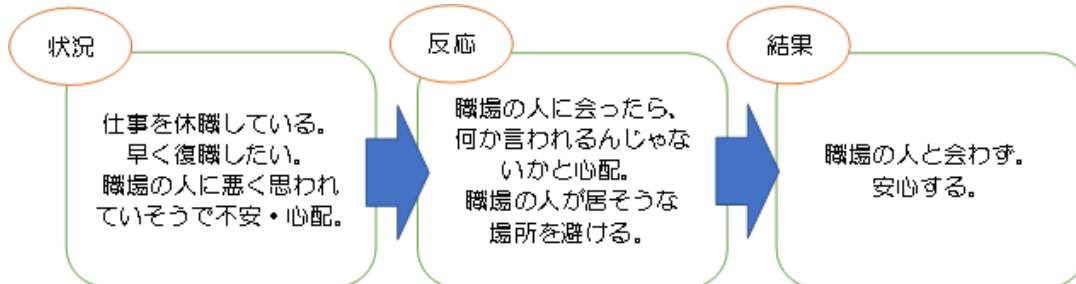 状況
仕事を休職している。
早く復職したい。
職場の人に悪く思われ
ていそうで不安・心配。
反応
職場の人に会ったら、
何か言われるんじゃな
いかと心配。
職場の人が居そうな
場所を避ける。
結果
職場の人と会わず。
安心する。